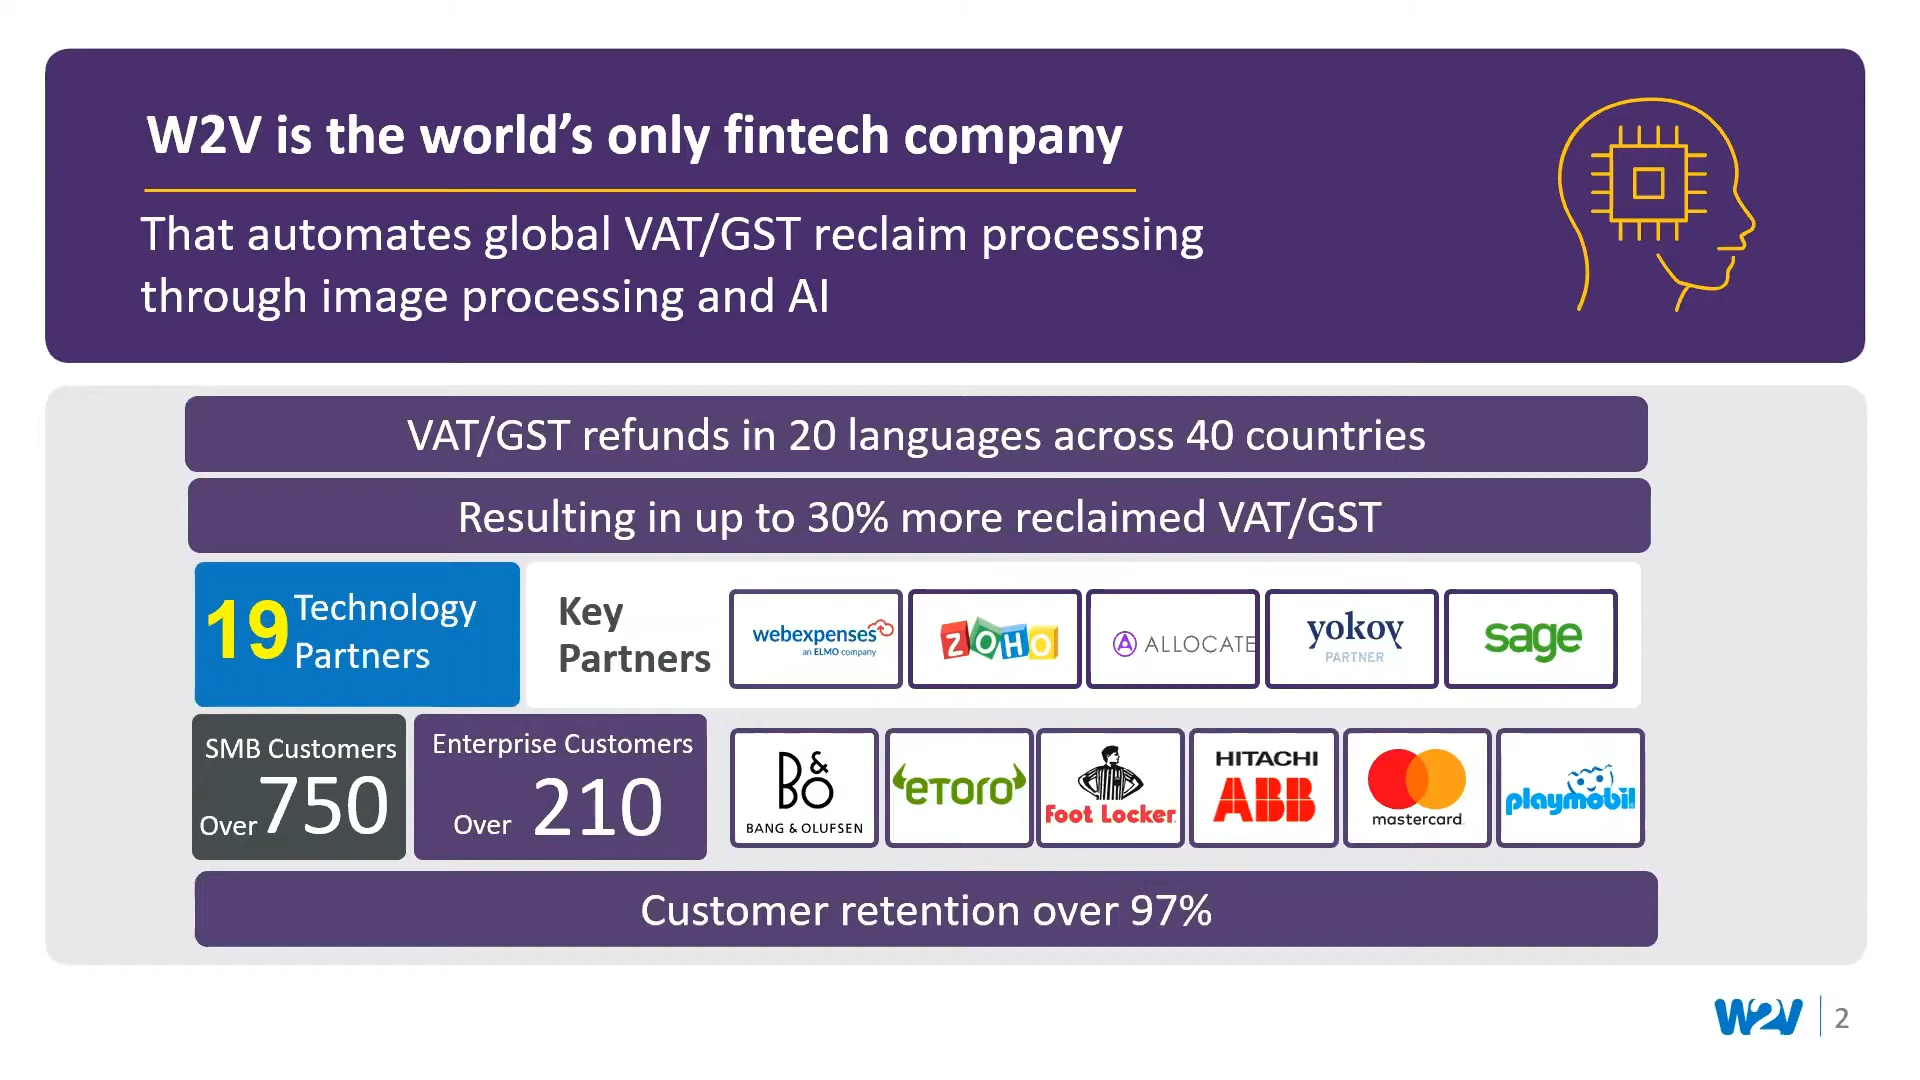 W2V is the world’s only fintech company
That automates global VAT/GST reclaim processing
through image processing and AI
VAT/GST refunds in 20 languages across 40 countries
Resulting in up to 30% more reclaimed VAT/GST
19 Technology
Partners
Key
Partners
webexpenses
an ELMO company
ZOHO
ALLOCATE
yokoy
PARTNER
sage
SMB Customers
Over 750
Enterprise Customers
Over 210
B&O
BANG & OLUFSEN
eToro
Foot Locker
HITACHI
ABB
mastercard
playmobil
Customer retention over 97%
W2V
2